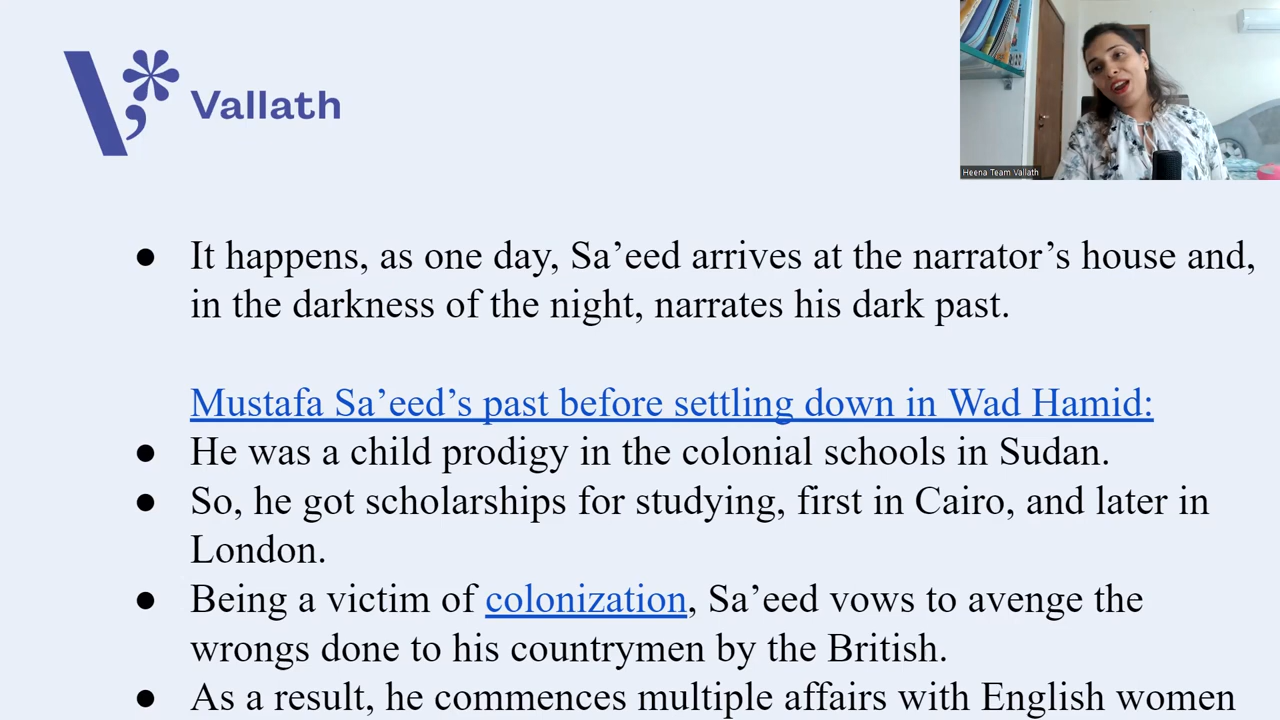 Vallath
Heena Team Vallath
● It happens, as one day, Sa’eed arrives at the narrator’s house and,
in the darkness of the night, narrates his dark past.
Mustafa Sa’eed’s past before settling down in Wad Hamid:
● He was a child prodigy in the colonial schools in Sudan.
● So, he got scholarships for studying, first in Cairo, and later in
London.
● Being a victim of colonization, Sa’eed vows to avenge the
wrongs done to his countrymen by the British.
● As a result, he commences multiple affairs with English women